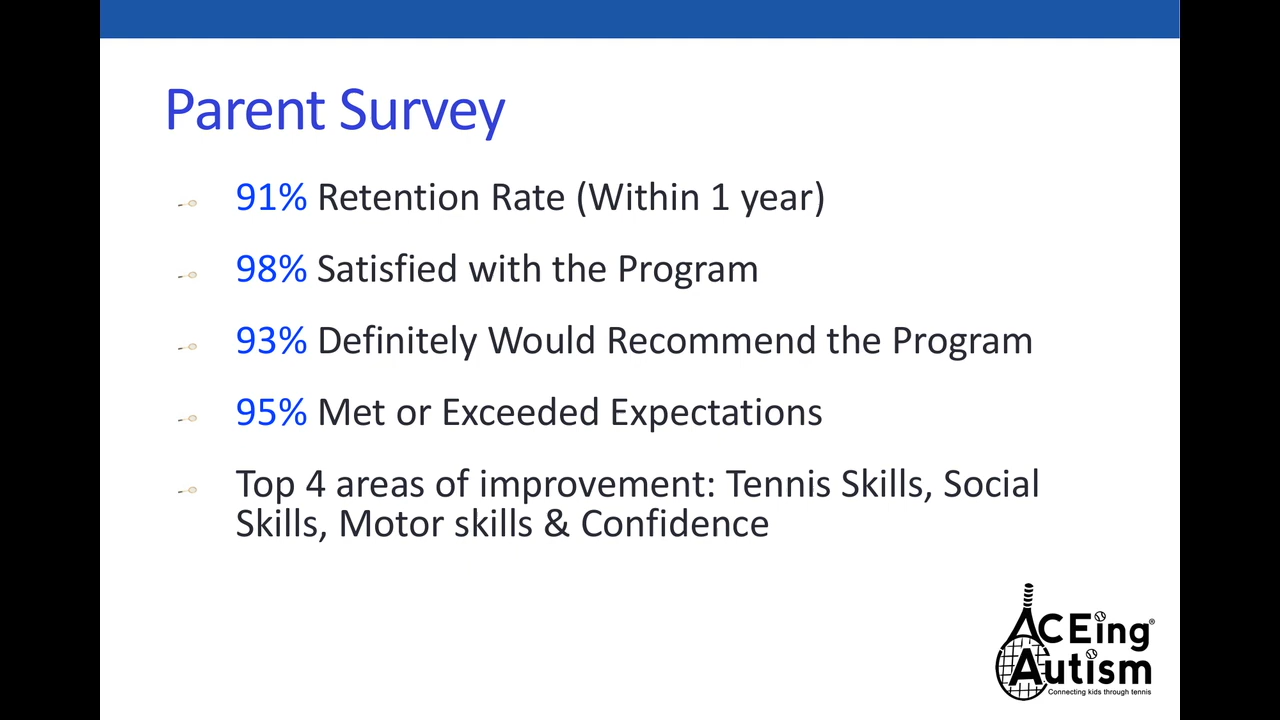 Parent Survey
91% Retention Rate (Within 1 year)
98% Satisfied with the Program
93% Definitely Would Recommend the Program
95% Met or Exceeded Expectations
Top 4 areas of improvement: Tennis Skills, Social
Skills, Motor skills & Confidence
ACEing®
Autism
Connecting kids through tennis